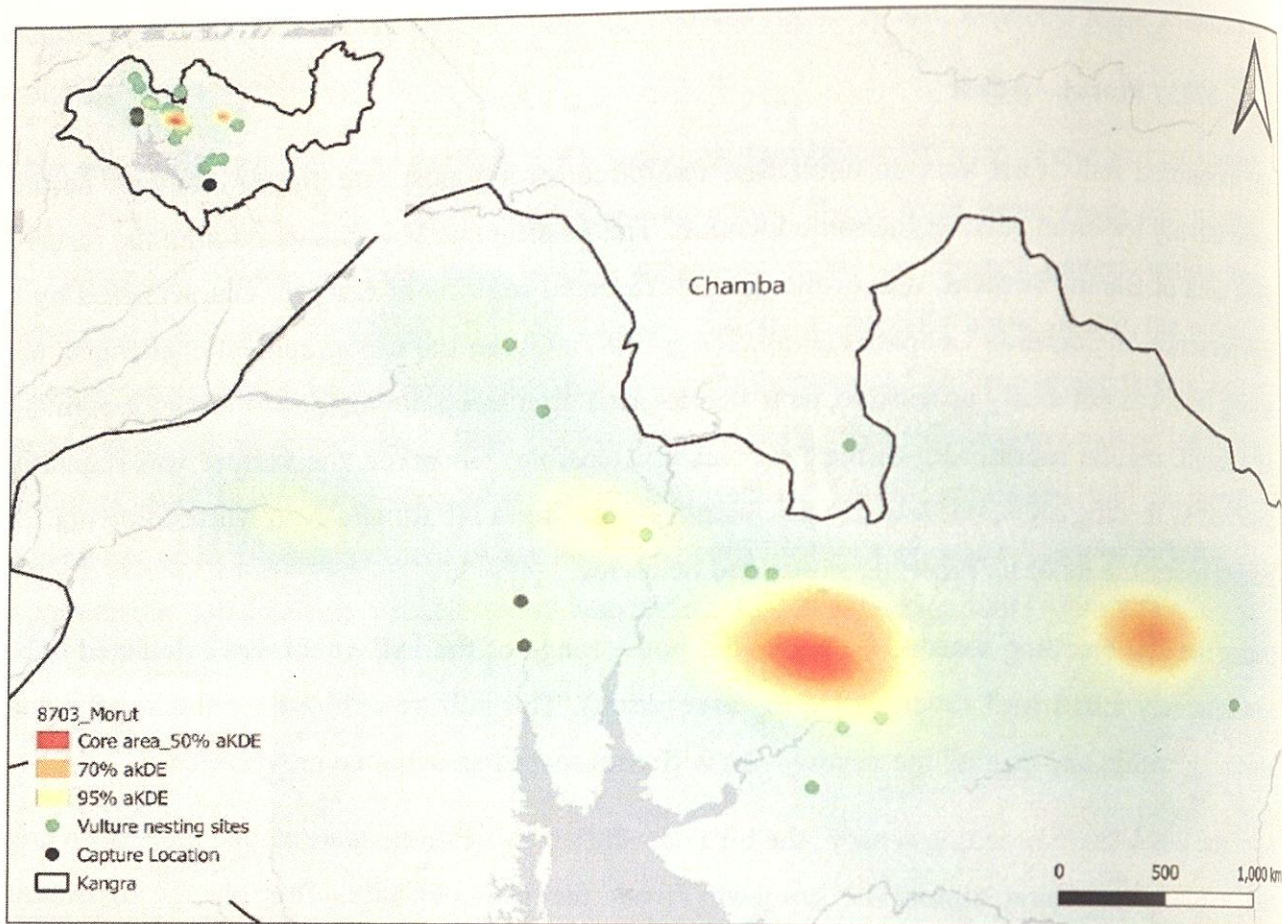 Chamba
8703_Morut
Core area_50% aKDE
70% aKDE
95% aKDE
Vulture nesting sites
Capture Location
Kangra
0 500 1,000 km